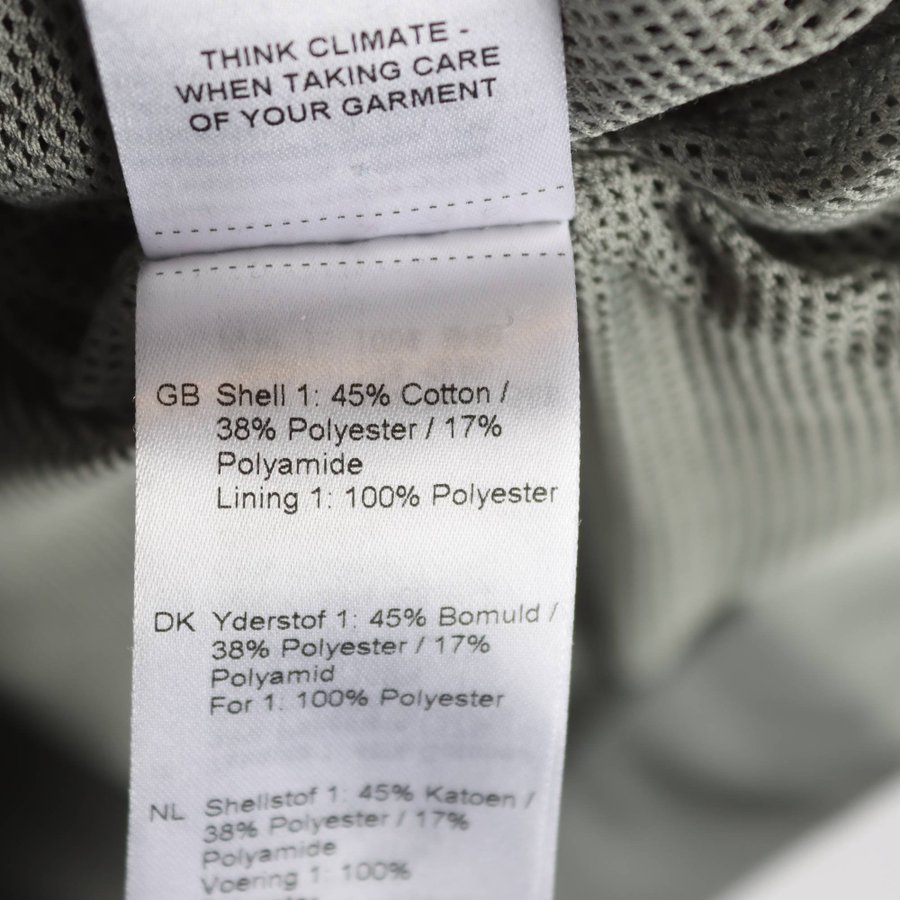 THINK CLIMATE -
WHEN TAKING CARE
OF YOUR GARMENT
GB Shell 1: 45% Cotton /
38% Polyester / 17%
Polyamide
Lining 1: 100% Polyester
DK Yderstof 1: 45% Bomuld /
38% Polyester / 17%
Polyamid
For 1: 100% Polyester
NL Shellstof 1: 45% Katoen /
38% Polyester / 17%
Polyamide
Voering 1: 100%